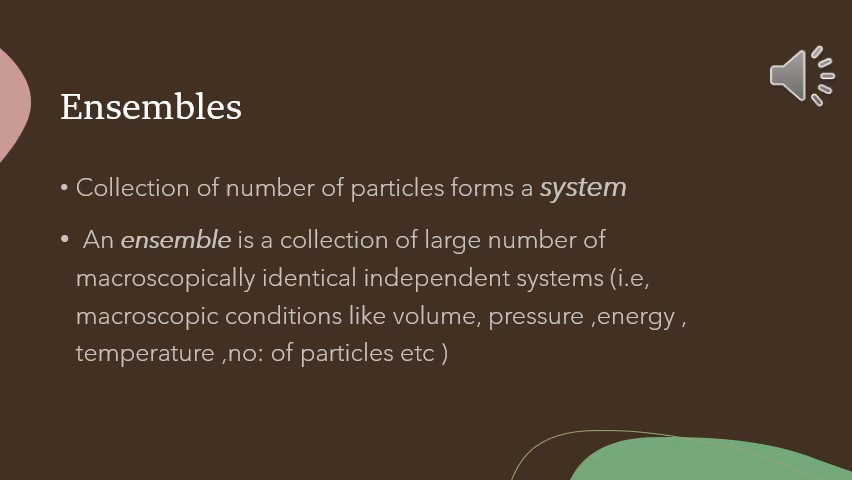 Ensembles
• Collection of number of particles forms a system
• An ensemble is a collection of large number of
macroscopically identical independent systems (i.e,
macroscopic conditions like volume, pressure ,energy ,
temperature ,no: of particles etc )